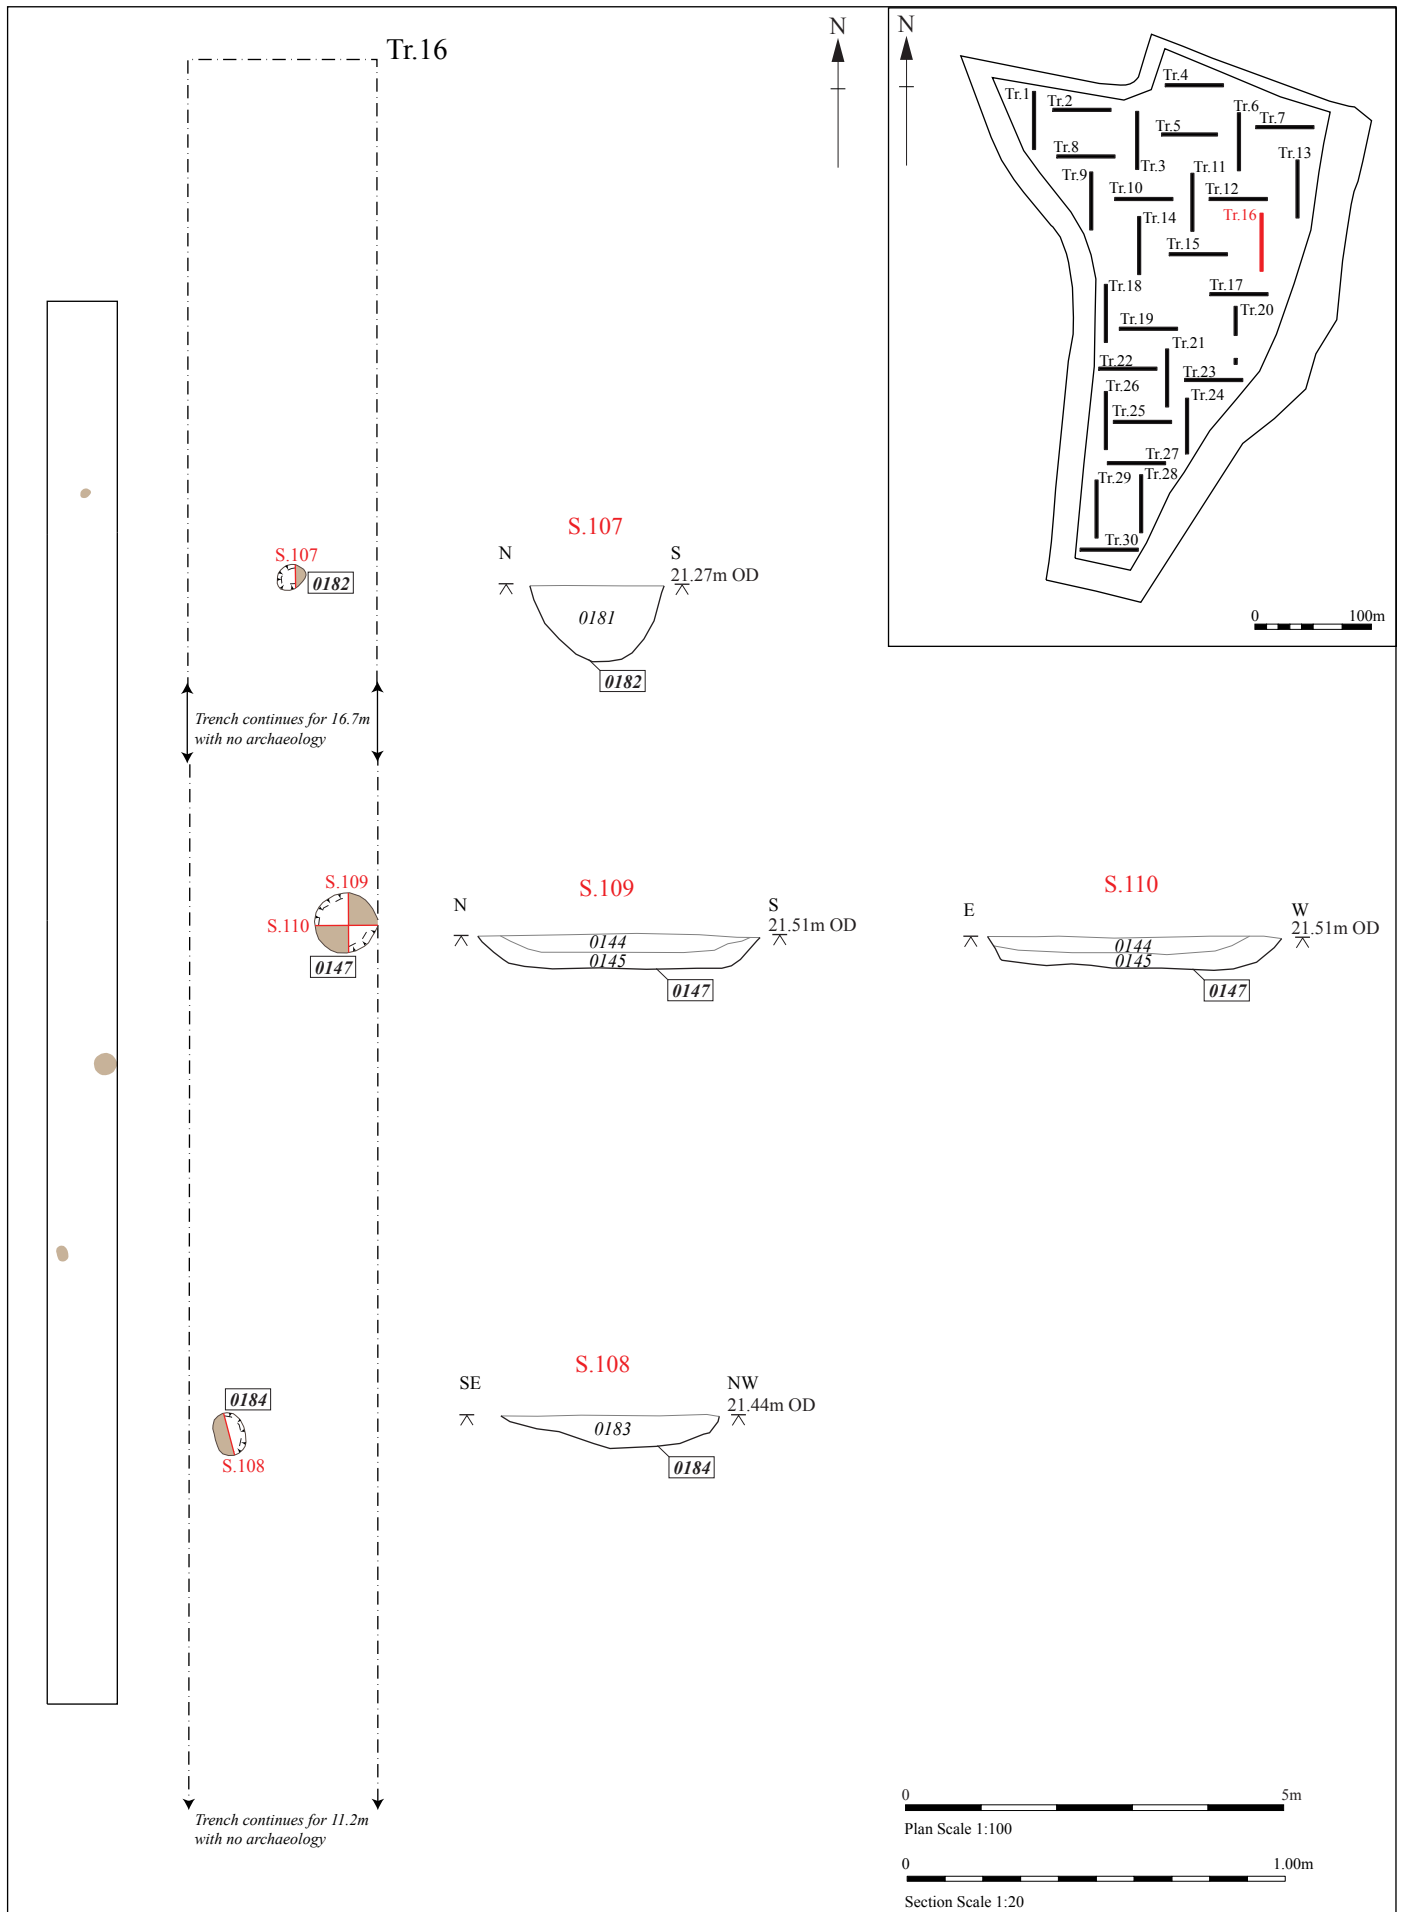 Tr.16
N
S.107
0182
Trench continues for 16.7m
with no archaeology
S.109
S.110
0147
0184
S.108
Trench continues for 11.2m
with no archaeology
S.107
N
S
21.27m OD
0181
0182
S.109
N
S
21.51m OD
0144
0145
0147
S.110
E
W
21.51m OD
0144
0145
0147
S.108
SE
NW
21.44m OD
0183
0184
N
Tr.4
Tr.1
Tr.2
Tr.6
Tr.7
Tr.5
Tr.8
Tr.3
Tr.11
Tr.13
Tr.9
Tr.10
Tr.12
Tr.14
Tr.16
Tr.15
Tr.18
Tr.17
Tr.20
Tr.19
Tr.21
Tr.22
Tr.23
Tr.26
Tr.24
Tr.25
Tr.27
Tr.29
Tr.28
Tr.30
0 100m
0 5m
Plan Scale 1:100
0 1.00m
Section Scale 1:20